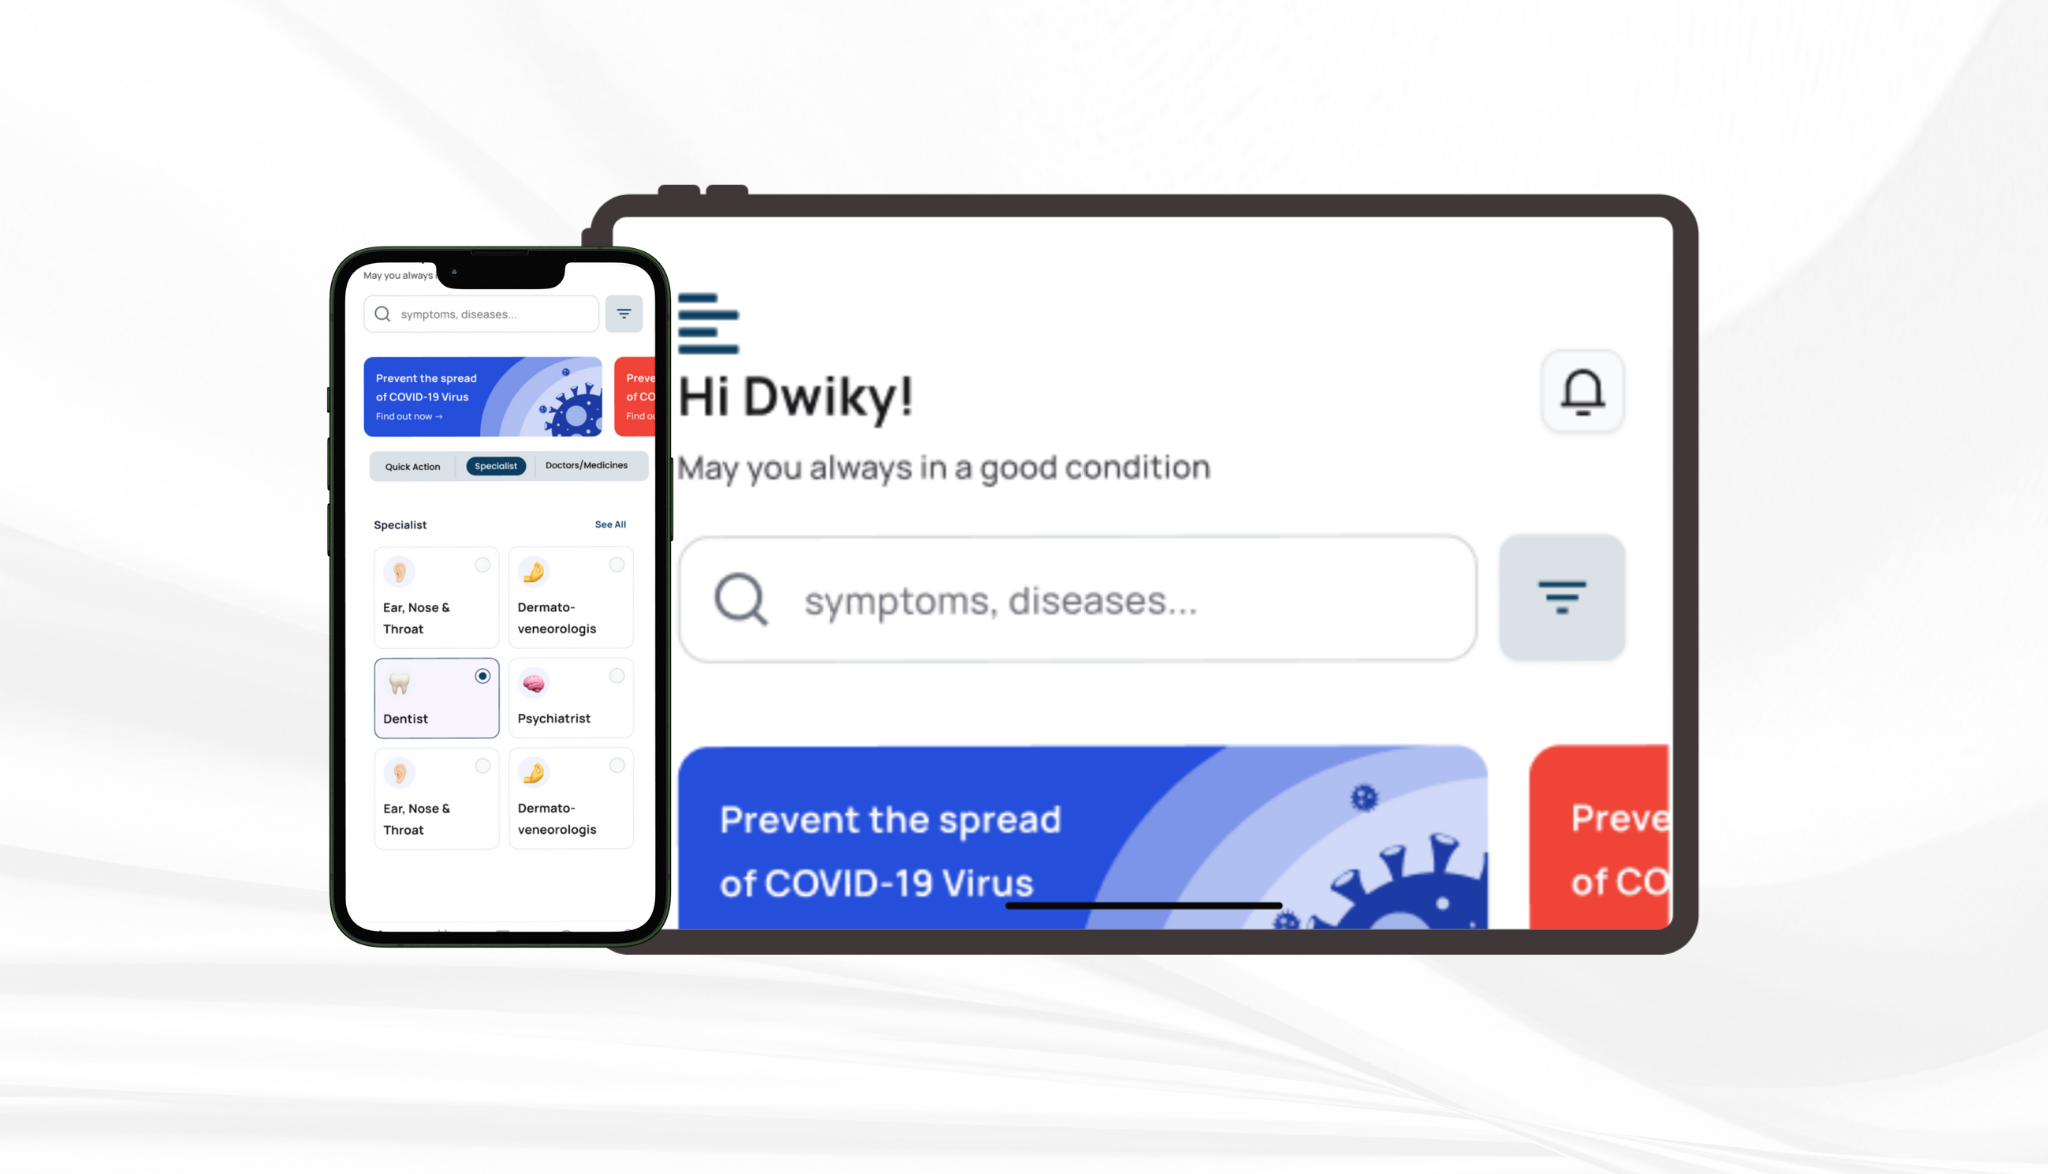 May you always
symptoms, diseases...
Prevent the spread
of COVID-19 Virus
Find out now →
Preve
of CO
Find ou
Quick Action
Specialist
Doctors/Medicines
Specialist
See All
Ear, Nose &
Throat
Dermato-
veneorologis
Dentist
Psychiatrist
Ear, Nose &
Throat
Dermato-
veneorologis
Hi Dwiky!
May you always in a good condition
symptoms, diseases...
Prevent the spread
of COVID-19 Virus
Preve
of CO